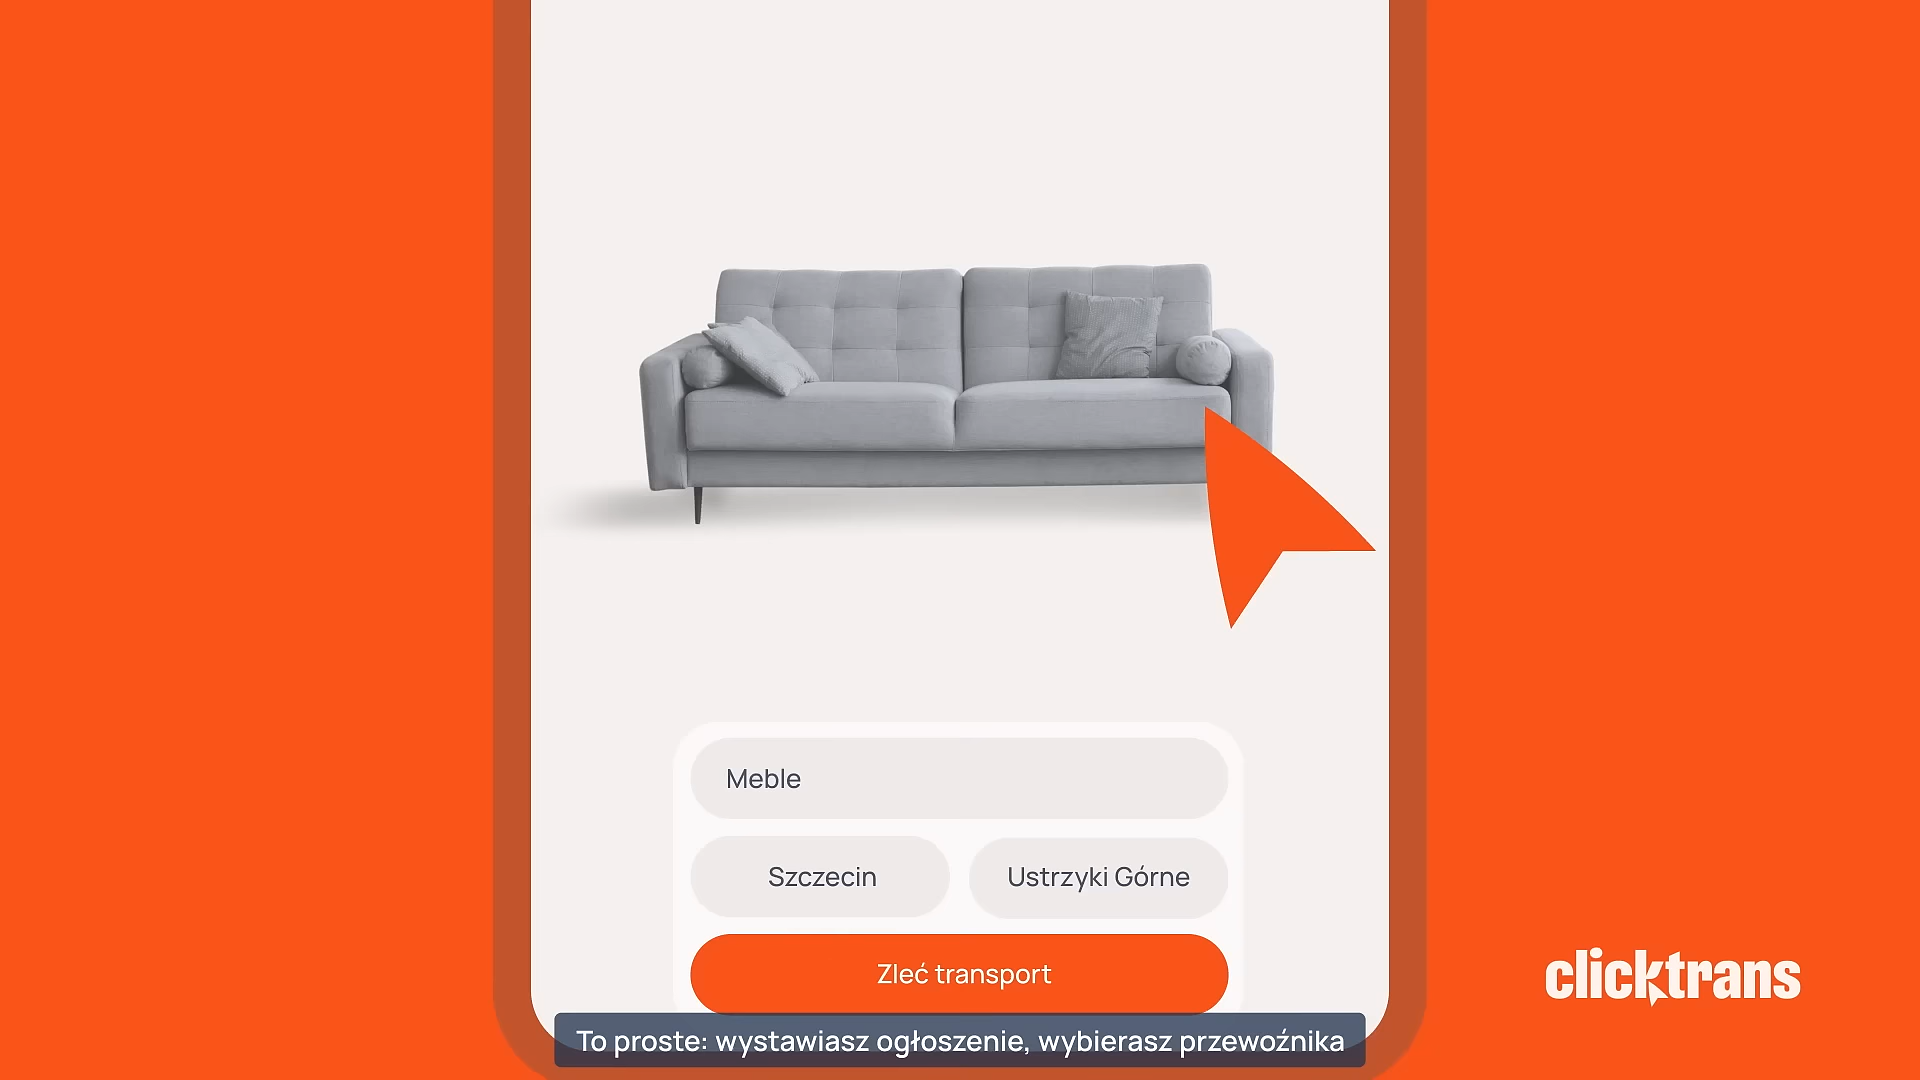 Meble
Szczecin
Ustrzyki Górne
Zleć transport
clicktrans
To proste: wystawiasz ogłoszenie, wybierasz przewoźnika